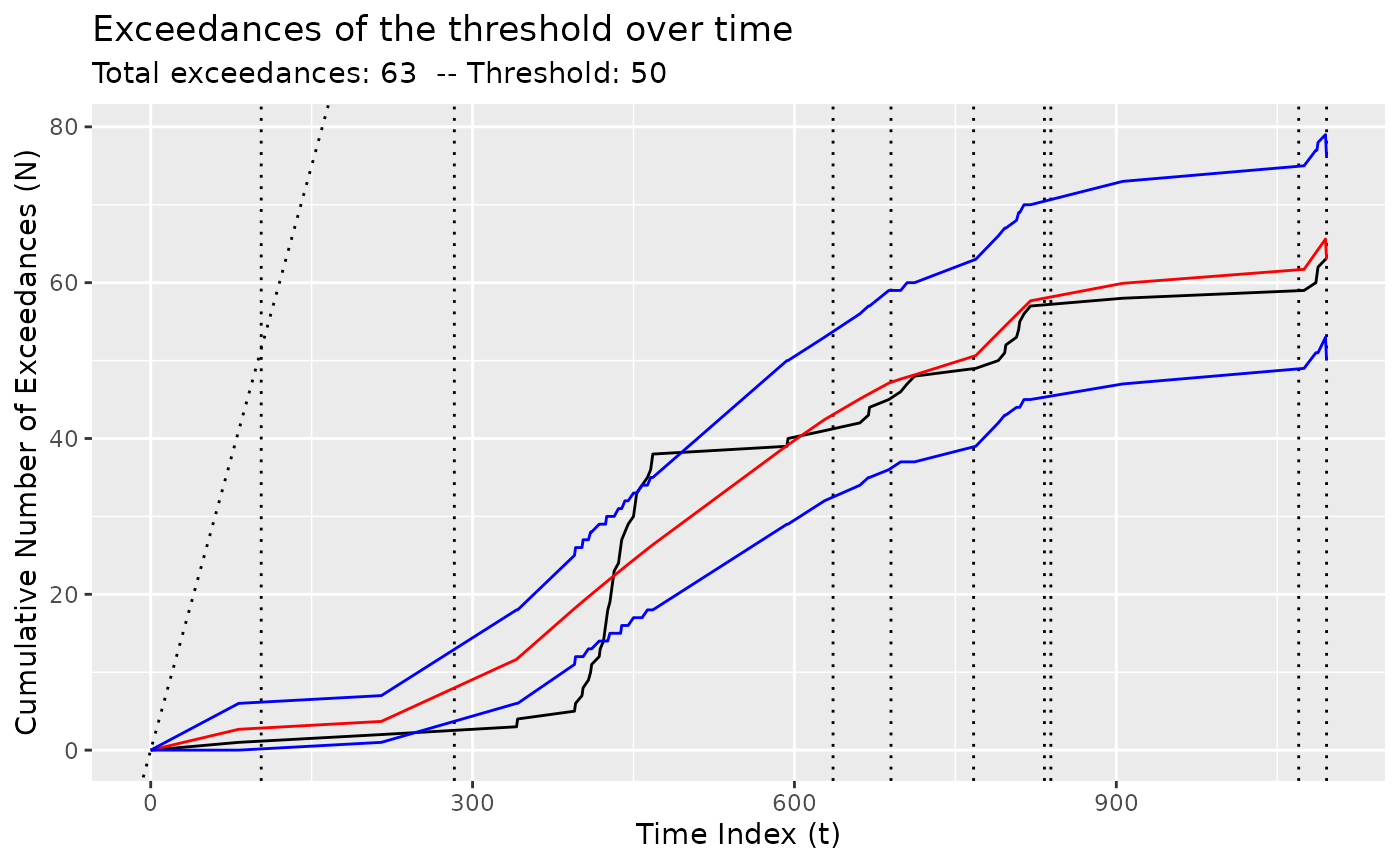 Exceedances of the threshold over time
Total exceedances: 63  -- Threshold: 50
Cumulative Number of Exceedances (N)
80
60
40
20
0
0 300 600 900
Time Index (t)